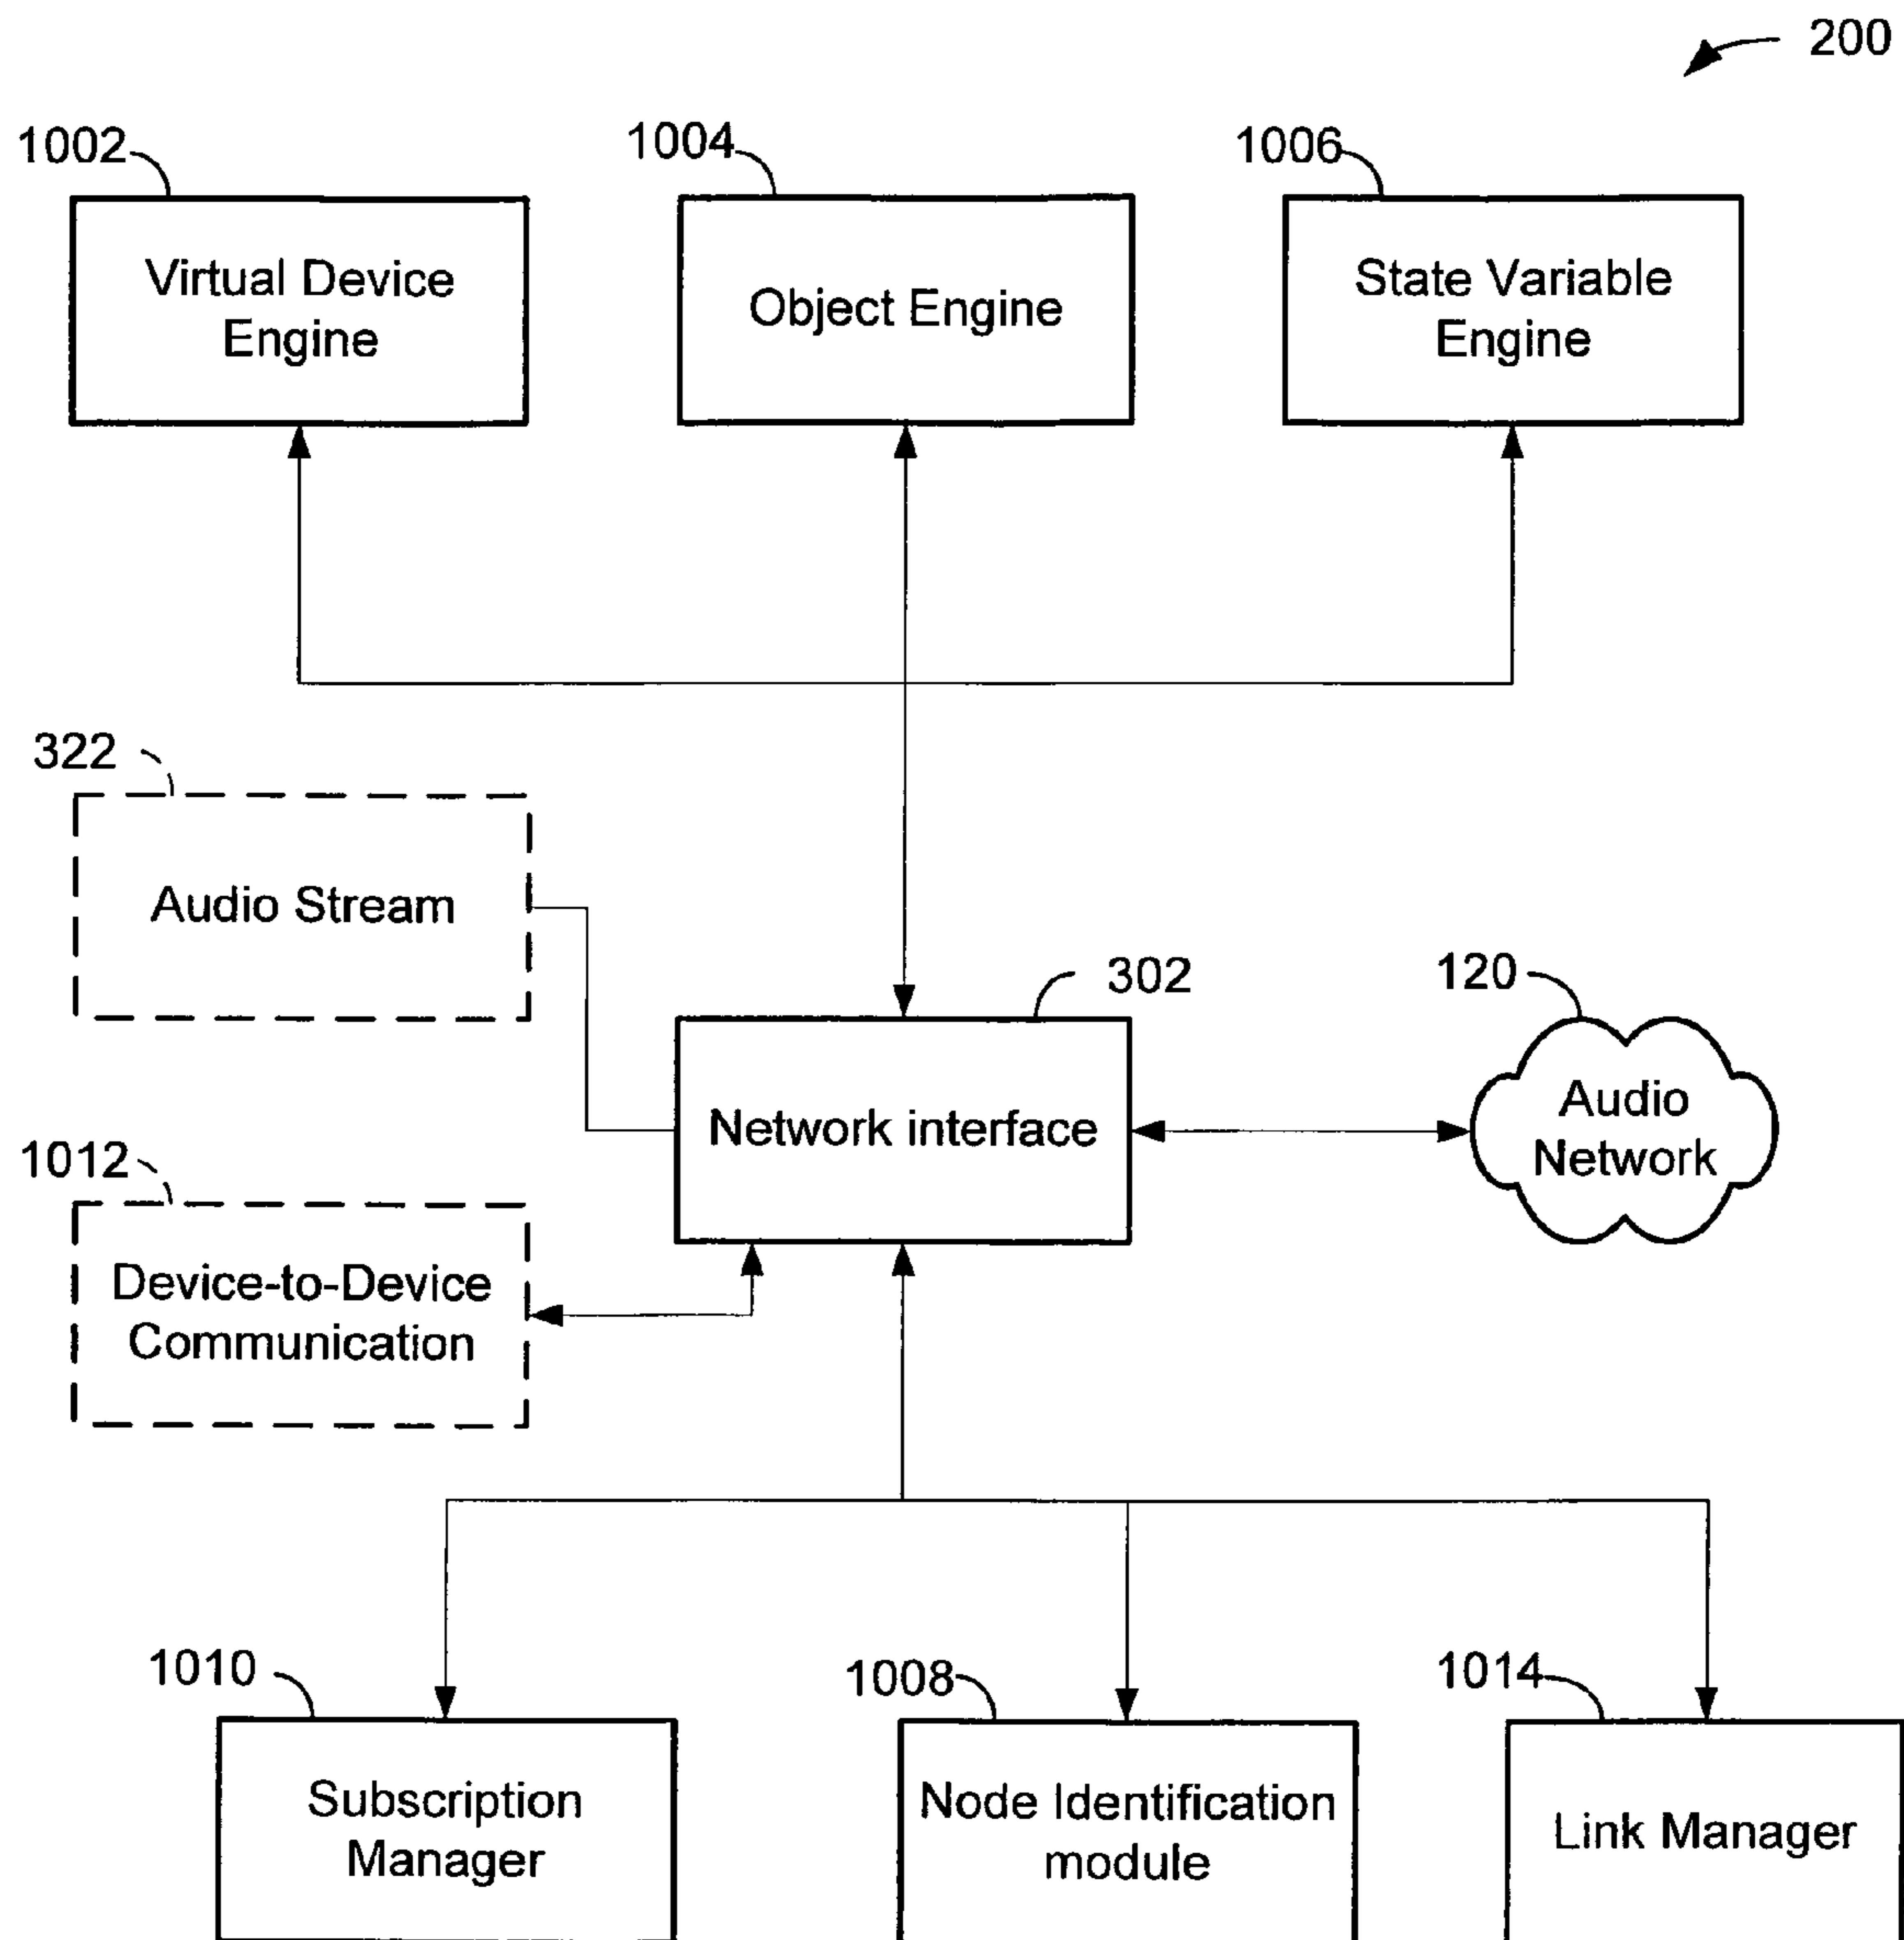 200
1002
1004
1006
Virtual Device
Engine
Object Engine
State Variable
Engine
322
Audio Stream
302
120
Network interface
Audio
Network
1012
Device-to-Device
Communication
1010
1008
1014
Subscription
Manager
Node Identification
module
Link Manager